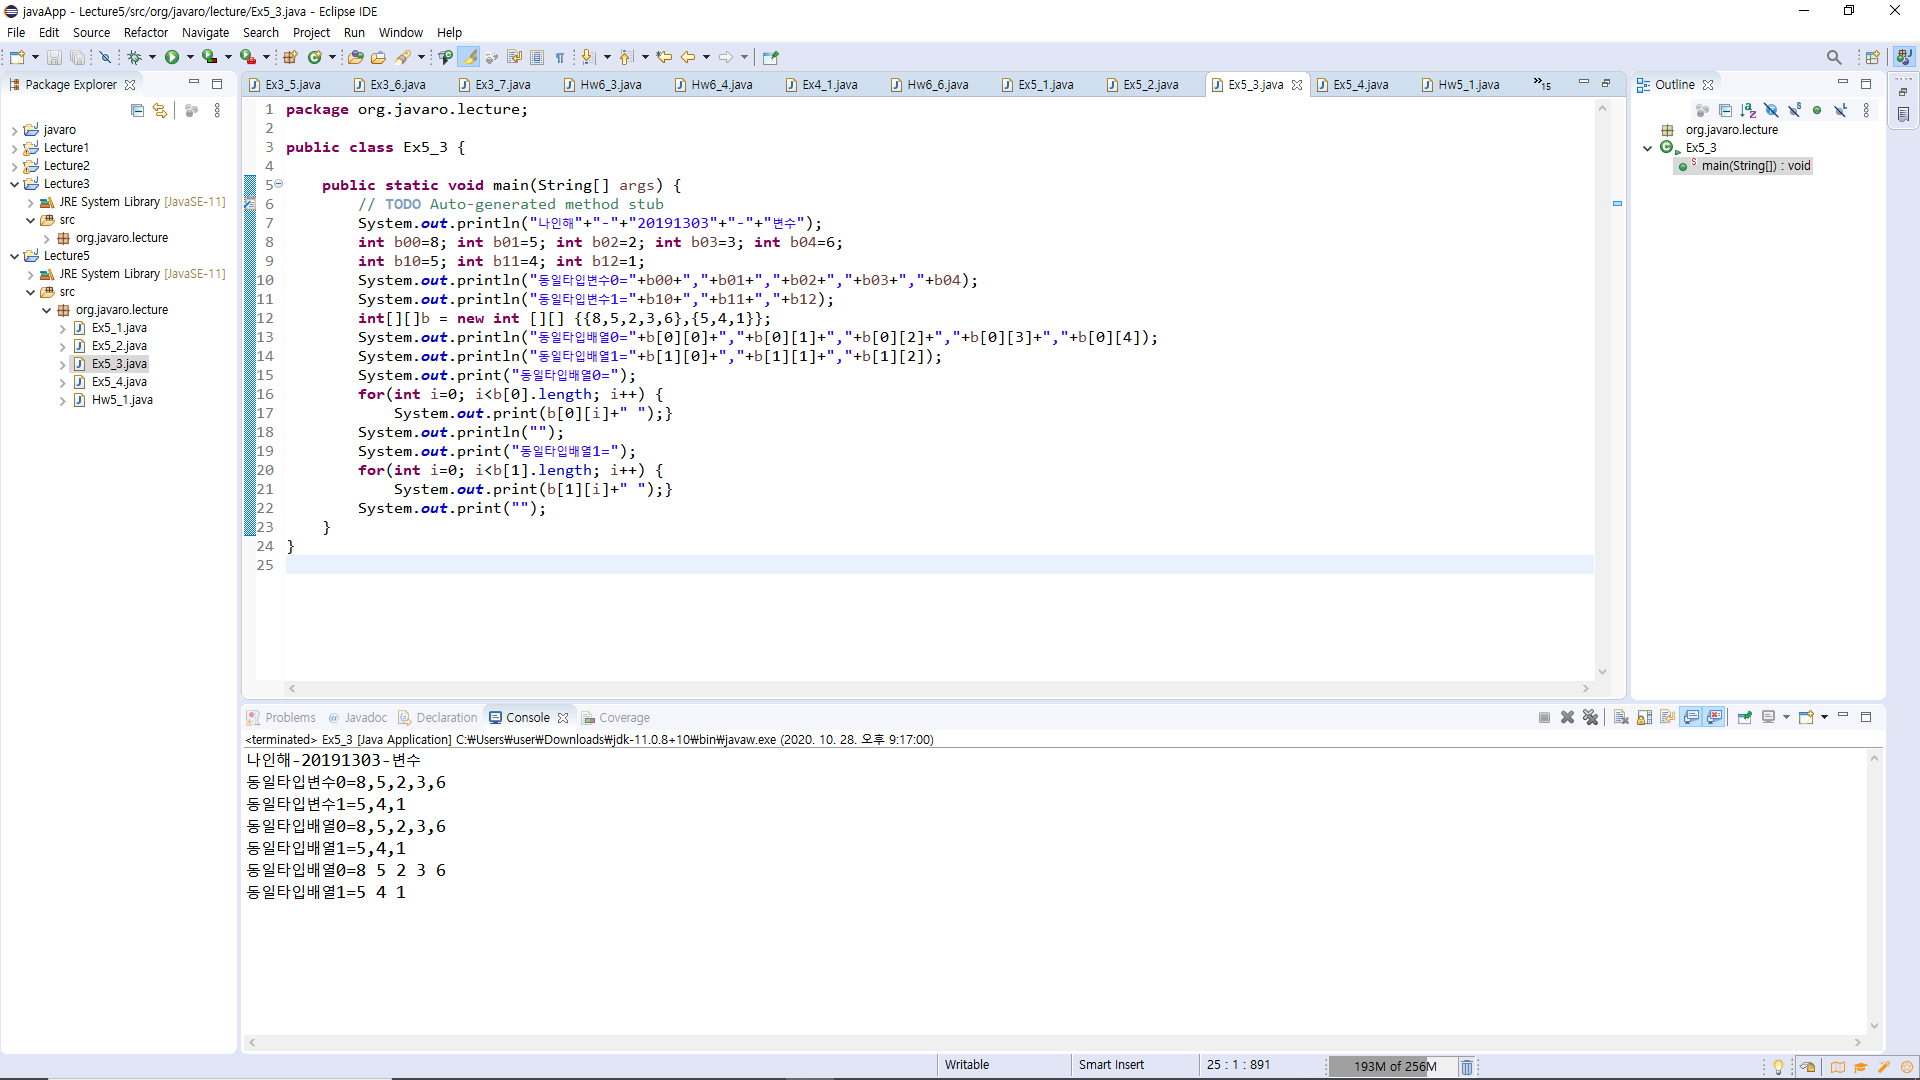 javaApp - Lecture5/src/org/javaro/lecture/Ex5_3.java - Eclipse IDE
File Edit Source Refactor Navigate Search Project Run Window Help
Package Explorer
javaro
Lecture1
Lecture2
Lecture3
JRE System Library [JavaSE-11]
src
org.javaro.lecture
Lecture5
JRE System Library [JavaSE-11]
src
org.javaro.lecture
Ex5_1.java
Ex5_2.java
Ex5_3.java
Ex5_4.java
Hw5_1.java
Ex3_5.java Ex3_6.java Ex3_7.java Hw6_3.java Hw6_4.java Ex4_1.java Hw6_6.java Ex5_1.java Ex5_2.java Ex5_3.java Ex5_4.java Hw5_1.java »15
1 package org.javaro.lecture;
2
3 public class Ex5_3 {
4
5 public static void main(String[] args) {
6 // TODO Auto-generated method stub
7 System.out.println("나인해"+"-"+"20191303"+"-"+"변수");
8 int b00=8; int b01=5; int b02=2; int b03=3; int b04=6;
9 int b10=5; int b11=4; int b12=1;
10 System.out.println("동일타입변수0="+b00+","+b01+","+b02+","+b03+","+b04);
11 System.out.println("동일타입변수1="+b10+","+b11+","+b12);
12 int[][]b = new int [][] {{8,5,2,3,6},{5,4,1}};
13 System.out.println("동일타입배열0="+b[0][0]+","+b[0][1]+","+b[0][2]+","+b[0][3]+","+b[0][4]);
14 System.out.println("동일타입배열1="+b[1][0]+","+b[1][1]+","+b[1][2]);
15 System.out.print("동일타입배열0=");
16 for(int i=0; i<b[0].length; i++) {
17 System.out.print(b[0][i]+" ");}
18 System.out.println("");
19 System.out.print("동일타입배열1=");
20 for(int i=0; i<b[1].length; i++) {
21 System.out.print(b[1][i]+" ");}
22 System.out.print("");
23 }
24 }
25
Outline
org.javaro.lecture
Ex5_3
main(String[]) : void
Problems @ Javadoc Declaration Console Coverage
<terminated> Ex5_3 [Java Application] C:₩Users₩user₩Downloads₩jdk-11.0.8+10₩bin₩javaw.exe (2020. 10. 28. 오후 9:17:00)
나인해-20191303-변수
동일타입변수0=8,5,2,3,6
동일타입변수1=5,4,1
동일타입배열0=8,5,2,3,6
동일타입배열1=5,4,1
동일타입배열0=8 5 2 3 6
동일타입배열1=5 4 1
Writable Smart Insert 25 : 1 : 891 193M of 256M